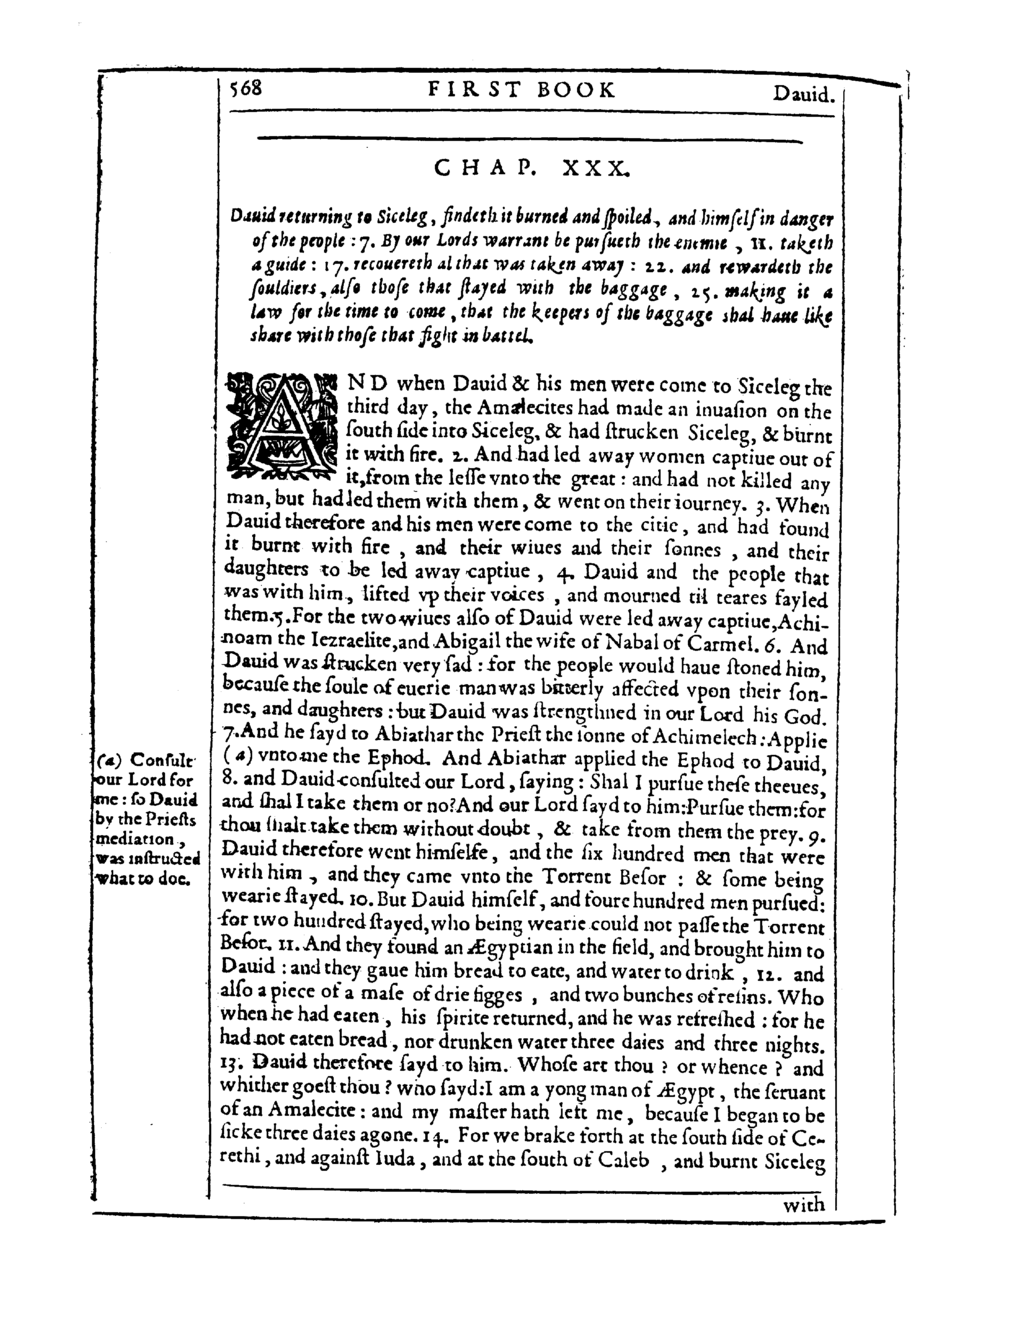 568 FIRST BOOK Dauid.
CHAP. XXX.
Dauid returning to Siceleg, findeth it burned and ſpoiled, and himſelf in danger
of the people : 7. By our Lords warrant he purſueth the enemie , 11. taketh
a guide : 17. recouereth al that was taken away : 22. and rewardeth the
ſouldiers, alſo thoſe that ſtayed with the baggage , 25. making it a
law for the time to come , that the keepers of the baggage shal haue like
share with thoſe that fight in battel.
AND when Dauid & his men were come to Siceleg the
third day, the Amalecites had made an inuaſion on the
ſouth ſide into Siceleg, & had ſtrucken Siceleg, & burnt
it with fire. 2. And had led away women captiue out of
it,from the leſſe vnto the great : and had not killed any
man, but had led them with them , & went on their iourney. 3. When
Dauid therefore and his men were come to the citie , and had found
it burnt with fire , and their wiues and their ſonnes , and their
daughters to be led away captiue , 4. Dauid and the people that
was with him , lifted vp their voices , and mourned til teares fayled
them.5.For the two wiues alſo of Dauid were led away captiue,Achi-
noam the Iezraelite,and Abigail the wife of Nabal of Carmel. 6. And
Dauid was ſtrucken very ſad : for the people would haue ſtoned him,
becauſe the ſoule of euerie man was bitterly affected vpon their ſon-
nes, and daughters : but Dauid was ſtrengthned in our Lord his God.
7.And he ſayd to Abiathar the Prieſt the ſonne of Achimelech : Applie
(a) vnto me the Ephod. And Abiathar applied the Ephod to Dauid,
8. and Dauid conſulted our Lord , ſaying : Shal I purſue theſe theeues,
and ſhal I take them or no?And our Lord ſayd to him:Purſue them:for
thou ſhalt take them without doubt , & take from them the prey. 9.
Dauid therefore went himſelfe, and the ſix hundred men that were
with him , and they came vnto the Torrent Beſor : & ſome being
wearie ſtayed. 10. But Dauid himſelf, and foure hundred men purſued:
for two hundred ſtayed,who being wearie could not paſſe the Torrent
Beſor. 11.And they found an Ægyptian in the field, and brought him to
Dauid : and they gaue him bread to eate, and water to drink , 12. and
alſo a piece of a maſe of drie figges , and two bunches of reſins. Who
when he had eaten , his ſpirite returned, and he was refreſhed : for he
had not eaten bread , nor drunken water three daies and three nights.
13. Dauid therefore ſayd to him. Whoſe art thou ? or whence ? and
whither goeſt thou ? who ſayd:I am a yong man of Ægypt, the ſeruant
of an Amalecite : and my maſter hath left me , becauſe I began to be
ſicke three daies agone. 14. For we brake forth at the ſouth ſide of Ce-
rethi , and againſt Iuda , and at the ſouth of Caleb , and burnt Siceleg
with
(a) Conſult
our Lord for
me : ſo Dauid
by the Prieſts
mediation ,
was inſtructed
what to doe.